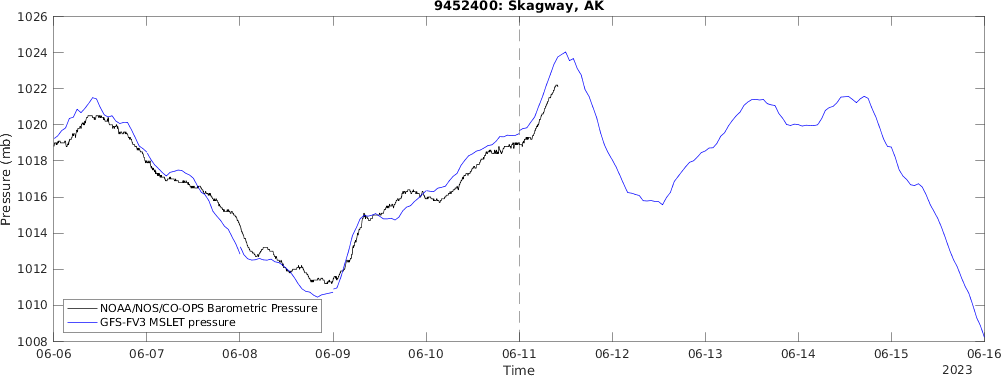 9452400: Skagway, AK
Pressure (mb)
1026
1024
1022
1020
1018
1016
1014
1012
1010
1008
NOAA/NOS/CO-OPS Barometric Pressure
GFS-FV3 MSLET pressure
06-06 06-07 06-08 06-09 06-10 06-11 06-12 06-13 06-14 06-15 06-16
Time
2023